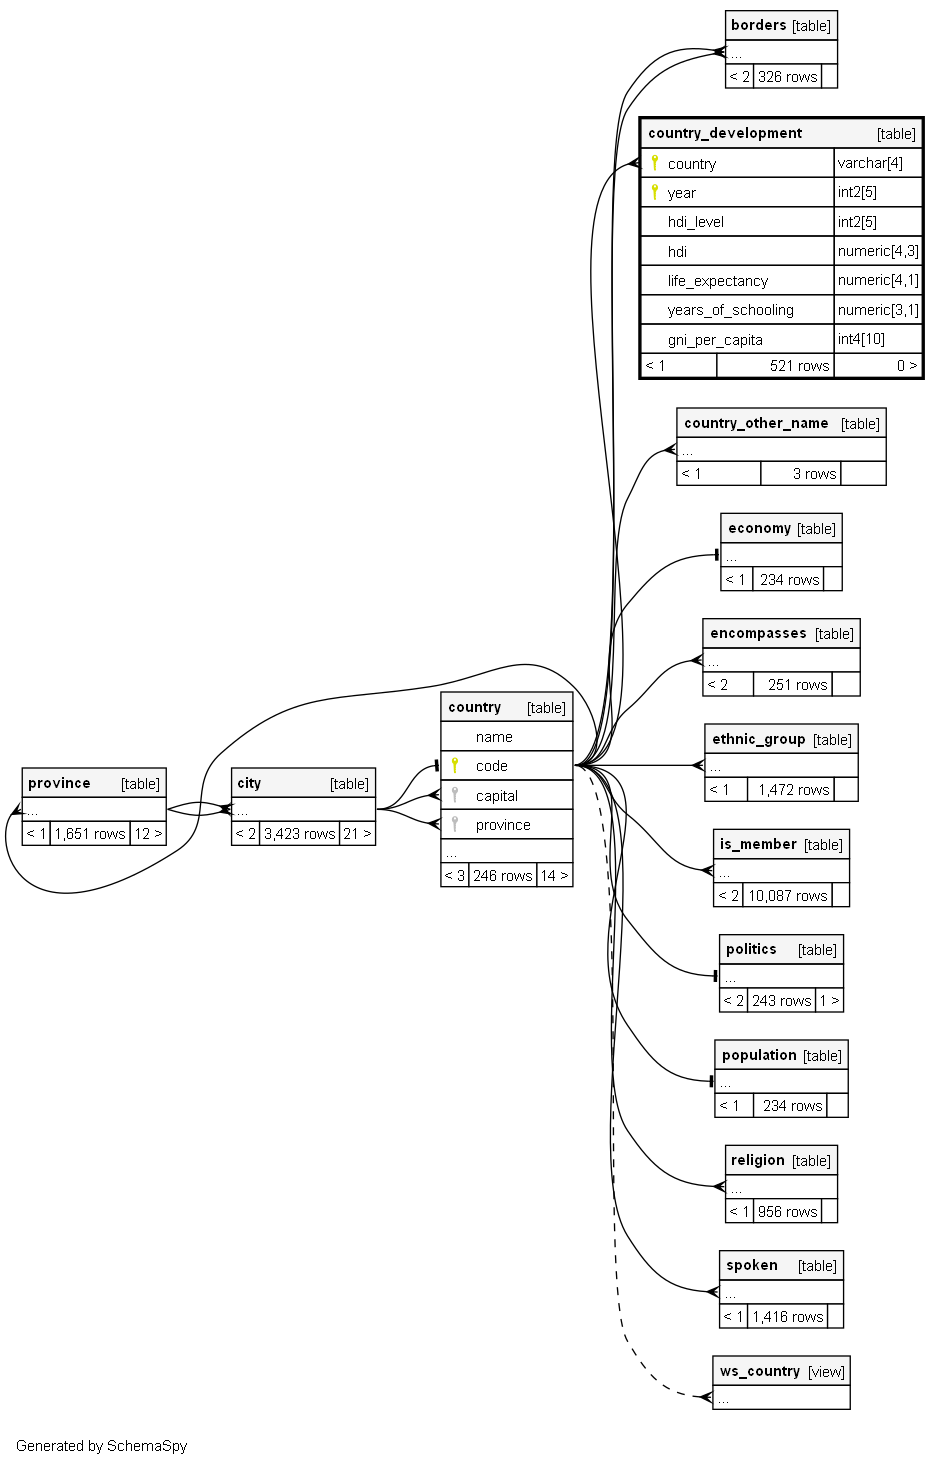 borders [table]
...
< 2 326 rows
country_development [table]
country varchar[4]
year int2[5]
hdi_level int2[5]
hdi numeric[4,3]
life_expectancy numeric[4,1]
years_of_schooling numeric[3,1]
gni_per_capita int4[10]
< 1 521 rows 0 >
country_other_name [table]
...
< 1 3 rows
economy [table]
...
< 1 234 rows
encompasses [table]
...
< 2 251 rows
country [table]
name
code
capital
province
...
< 3 246 rows 14 >
ethnic_group [table]
...
< 1 1,472 rows
province [table]
...
< 1 1,651 rows 12 >
city [table]
...
< 2 3,423 rows 21 >
is_member [table]
...
< 2 10,087 rows
politics [table]
...
< 2 243 rows 1 >
population [table]
...
< 1 234 rows
religion [table]
...
< 1 956 rows
spoken [table]
...
< 1 1,416 rows
ws_country [view]
...
Generated by SchemaSpy